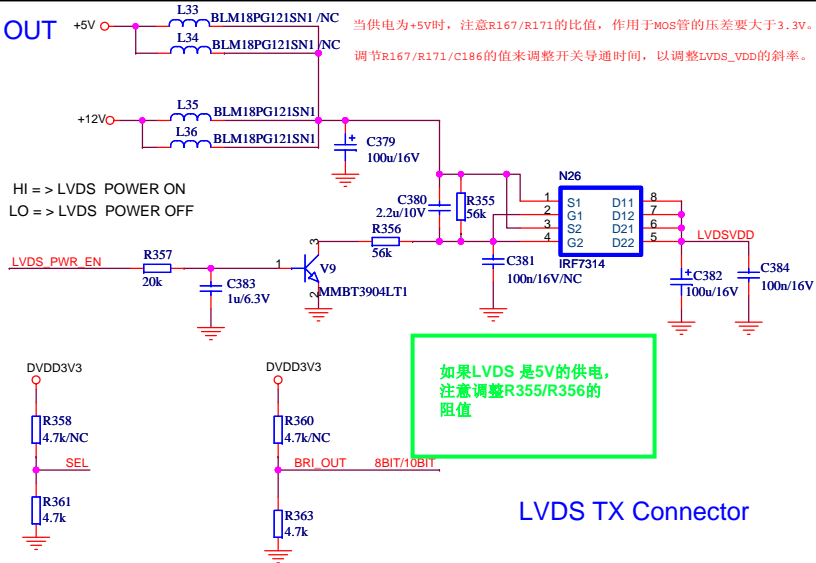 OUT
+5V
L33
BLM18PG121SN1 /NC
L34
BLM18PG121SN1 /NC
当供电为+5V时，注意R167/R171的比值，作用于MOS管的压差要大于3.3V。
调节R167/R171/C186的值来调整开关导通时间，以调整LVDS_VDD的斜率。
+12V
L35
BLM18PG121SN1
L36
BLM18PG121SN1
C379
100u/16V
HI = > LVDS POWER ON
LO = > LVDS POWER OFF
C380
2.2u/10V
R355
56k
R356
56k
N26
1
2
3
4
S1
G1
S2
G2
D11
D12
D21
D22
8
7
6
5
IRF7314
LVDSVDD
C381
100n/16V/NC
C382
100u/16V
C384
100n/16V
LVDS_PWR_EN
R357
20k
C383
1u/6.3V
1
3
2
V9
MMBT3904LT1
DVDD3V3
R358
4.7k/NC
SEL
R361
4.7k
DVDD3V3
R360
4.7k/NC
BRI_OUT
8BIT/10BIT
R363
4.7k
如果LVDS 是5V的供电，
注意调整R355/R356的
阻值
LVDS TX Connector